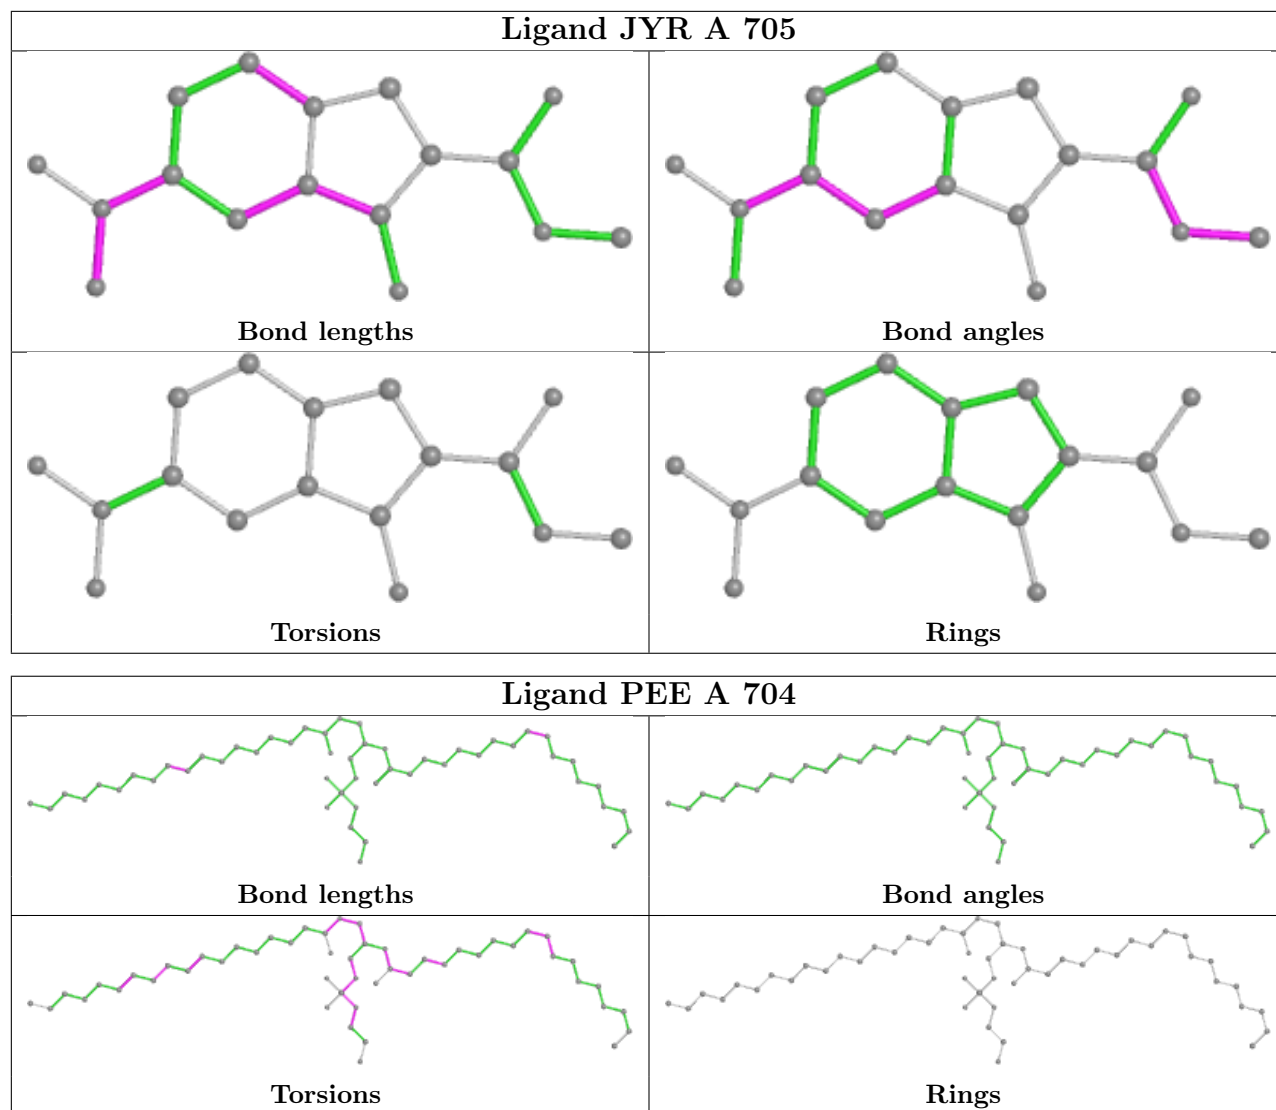 Ligand JYR A 705
Bond lengths
Bond angles
Torsions
Rings
Ligand PEE A 704
Bond lengths
Bond angles
Torsions
Rings